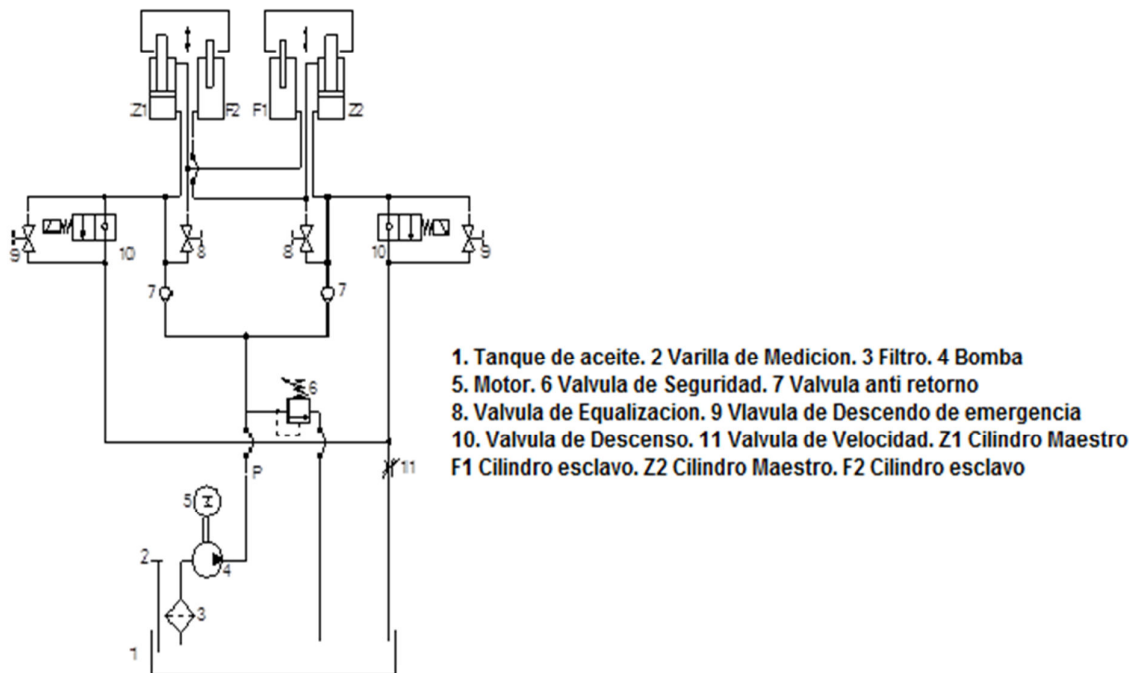 Z1 F2 F1 Z2
9 10 8 8 10 9
7 7
6
P 11
5
2 4
3
1
1. Tanque de aceite. 2 Varilla de Medicion. 3 Filtro. 4 Bomba
5. Motor. 6 Valvula de Seguridad. 7 Valvula anti retorno
8. Valvula de Equalizacion. 9 Vlavula de Descendo de emergencia
10. Valvula de Descenso. 11 Valvula de Velocidad. Z1 Cilindro Maestro
F1 Cilindro esclavo. Z2 Cilindro Maestro. F2 Cilindro esclavo